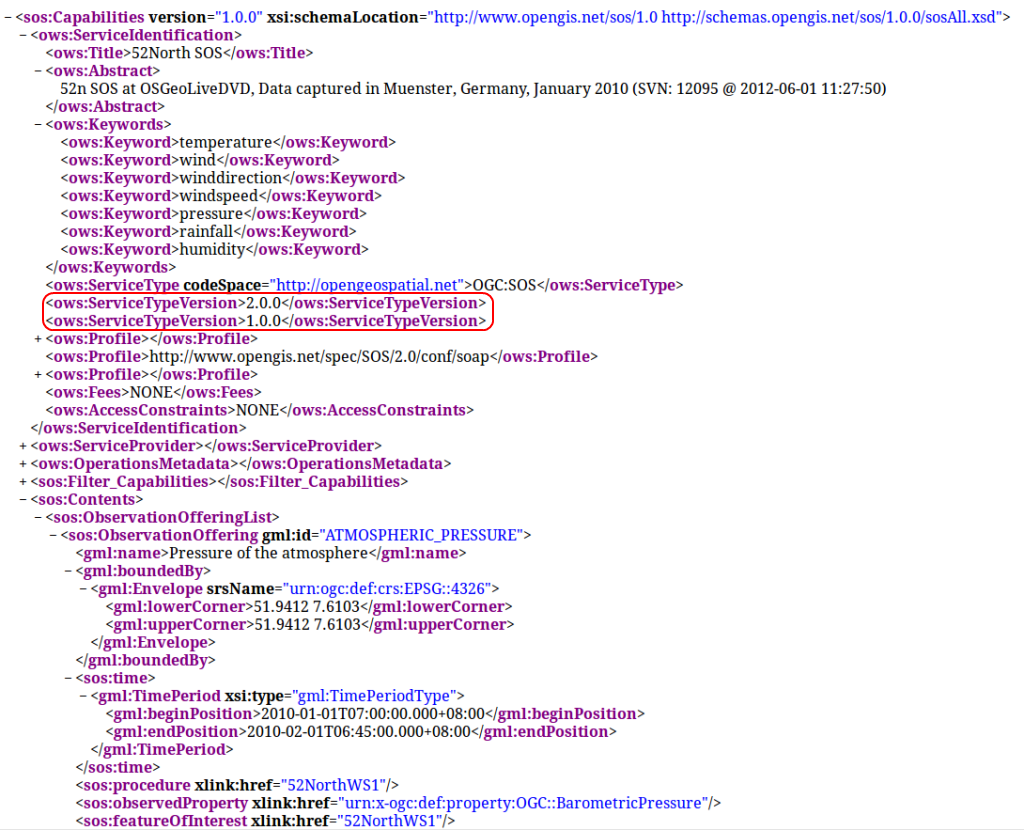 − <sos:Capabilities version="1.0.0" xsi:schemaLocation="http://www.opengis.net/sos/1.0 http://schemas.opengis.net/sos/1.0.0/sosAll.xsd">
− <ows:ServiceIdentification>
<ows:Title>52North SOS</ows:Title>
− <ows:Abstract>
52n SOS at OSGeoLiveDVD, Data captured in Muenster, Germany, January 2010 (SVN: 12095 @ 2012-06-01 11:27:50)
</ows:Abstract>
− <ows:Keywords>
<ows:Keyword>temperature</ows:Keyword>
<ows:Keyword>wind</ows:Keyword>
<ows:Keyword>winddirection</ows:Keyword>
<ows:Keyword>windspeed</ows:Keyword>
<ows:Keyword>pressure</ows:Keyword>
<ows:Keyword>rainfall</ows:Keyword>
<ows:Keyword>humidity</ows:Keyword>
</ows:Keywords>
<ows:ServiceType codeSpace="http://opengeospatial.net">OGC:SOS</ows:ServiceType>
<ows:ServiceTypeVersion>2.0.0</ows:ServiceTypeVersion>
<ows:ServiceTypeVersion>1.0.0</ows:ServiceTypeVersion>
+ <ows:Profile></ows:Profile>
<ows:Profile>http://www.opengis.net/spec/SOS/2.0/conf/soap</ows:Profile>
+ <ows:Profile></ows:Profile>
<ows:Fees>NONE</ows:Fees>
<ows:AccessConstraints>NONE</ows:AccessConstraints>
</ows:ServiceIdentification>
+ <ows:ServiceProvider></ows:ServiceProvider>
+ <ows:OperationsMetadata></ows:OperationsMetadata>
+ <sos:Filter_Capabilities></sos:Filter_Capabilities>
− <sos:Contents>
− <sos:ObservationOfferingList>
− <sos:ObservationOffering gml:id="ATMOSPHERIC_PRESSURE">
<gml:name>Pressure of the atmosphere</gml:name>
− <gml:boundedBy>
− <gml:Envelope srsName="urn:ogc:def:crs:EPSG::4326">
<gml:lowerCorner>51.9412 7.6103</gml:lowerCorner>
<gml:upperCorner>51.9412 7.6103</gml:upperCorner>
</gml:Envelope>
</gml:boundedBy>
− <sos:time>
− <gml:TimePeriod xsi:type="gml:TimePeriodType">
<gml:beginPosition>2010-01-01T07:00:00.000+08:00</gml:beginPosition>
<gml:endPosition>2010-02-01T06:45:00.000+08:00</gml:endPosition>
</gml:TimePeriod>
</sos:time>
<sos:procedure xlink:href="52NorthWS1"/>
<sos:observedProperty xlink:href="urn:x-ogc:def:property:OGC::BarometricPressure"/>
<sos:featureOfInterest xlink:href="52NorthWS1"/>